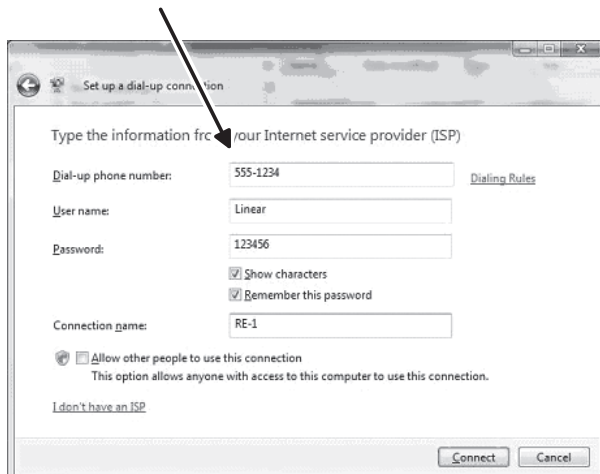 Set up a dial-up connection
Type the information from your Internet service provider (ISP)
Dial-up phone number: 555-1234 Dialing Rules
User name: Linear
Password: 123456
Show characters
Remember this password
Connection name: RE-1
Allow other people to use this connection
This option allows anyone with access to this computer to use this connection.
I don't have an ISP
Connect Cancel